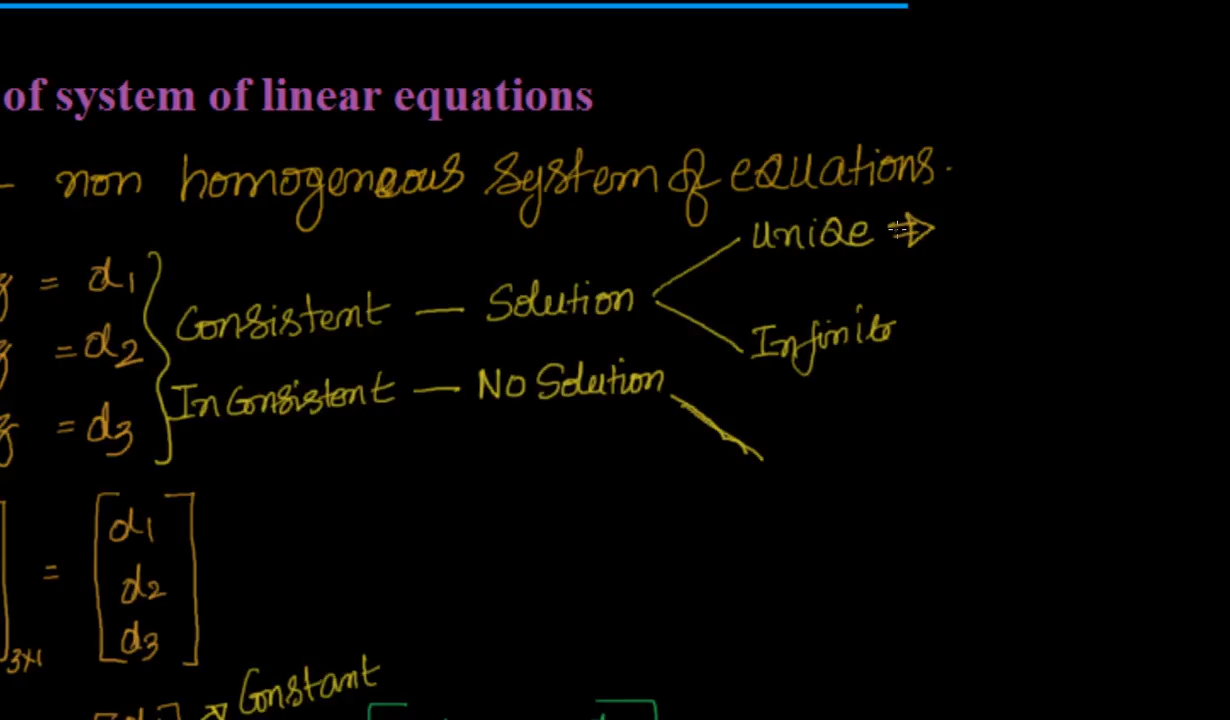 of system of linear equations
- non homogeneous system of equations.
uniqe ⇒
= d1
Consistent — Solution
Infinite
= d2
Inconsistent — No Solution
= d3
d1
= d2
d3
3x1
Constant